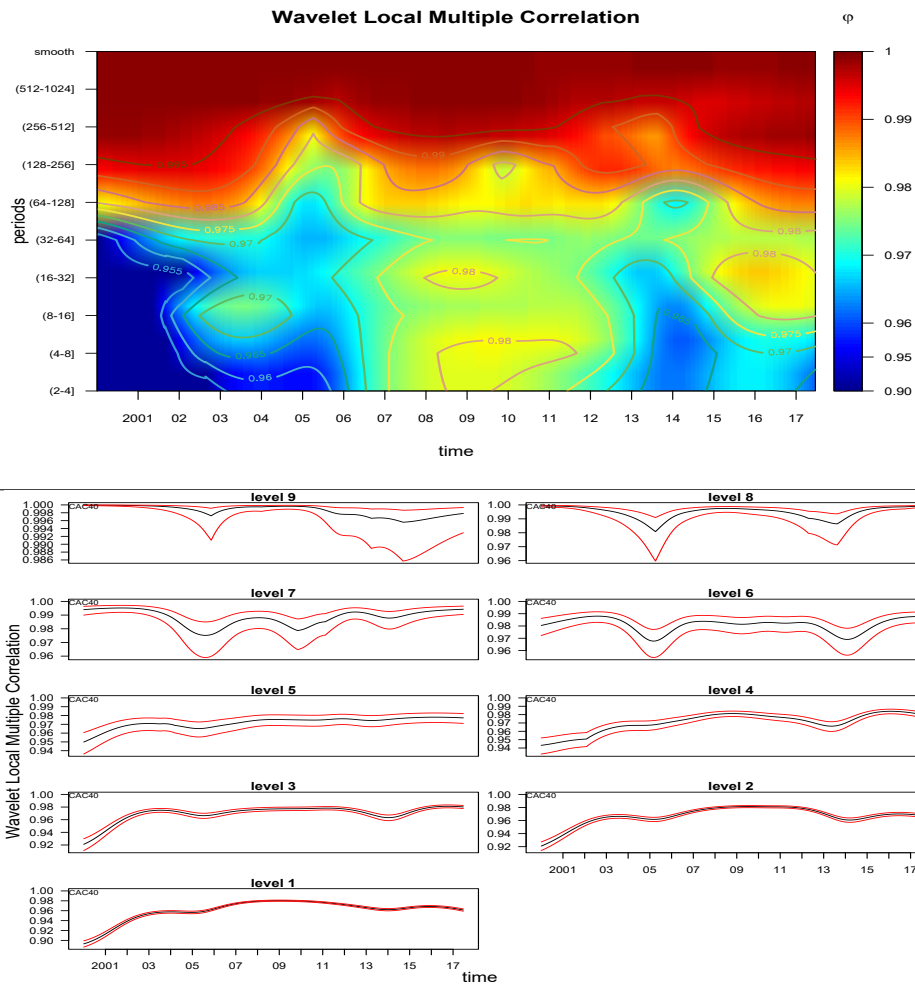 Wavelet Local Multiple Correlation
φ
smooth
(512-1024]
(256-512]
(128-256]
(64-128]
(32-64]
(16-32]
(8-16]
(4-8]
(2-4]
periods
0.99
0.975
0.97
0.955
0.97
0.96
0.98
0.98
0.98
0.975
0.97
2001 02 03 04 05 06 07 08 09 10 11 12 13 14 15 16 17
time
1
0.99
0.98
0.97
0.96
0.95
0.90
Wavelet Local Multiple Correlation
level 9
CAC40
1.000
0.998
0.996
0.994
0.992
0.990
0.988
0.986
level 8
CAC40
1.00
0.99
0.98
0.97
0.96
level 7
CAC40
1.00
0.99
0.98
0.97
0.96
level 6
CAC40
1.00
0.99
0.98
0.97
0.96
level 5
CAC40
1.00
0.99
0.98
0.97
0.96
0.95
0.94
level 4
CAC40
1.00
0.99
0.98
0.97
0.96
0.95
0.94
level 3
CAC40
1.00
0.98
0.96
0.94
0.92
level 2
CAC40
1.00
0.98
0.96
0.94
0.92
2001 03 05 07 09 11 13 15 17
level 1
CAC40
1.00
0.98
0.96
0.94
0.92
0.90
2001 03 05 07 09 11 13 15 17
time